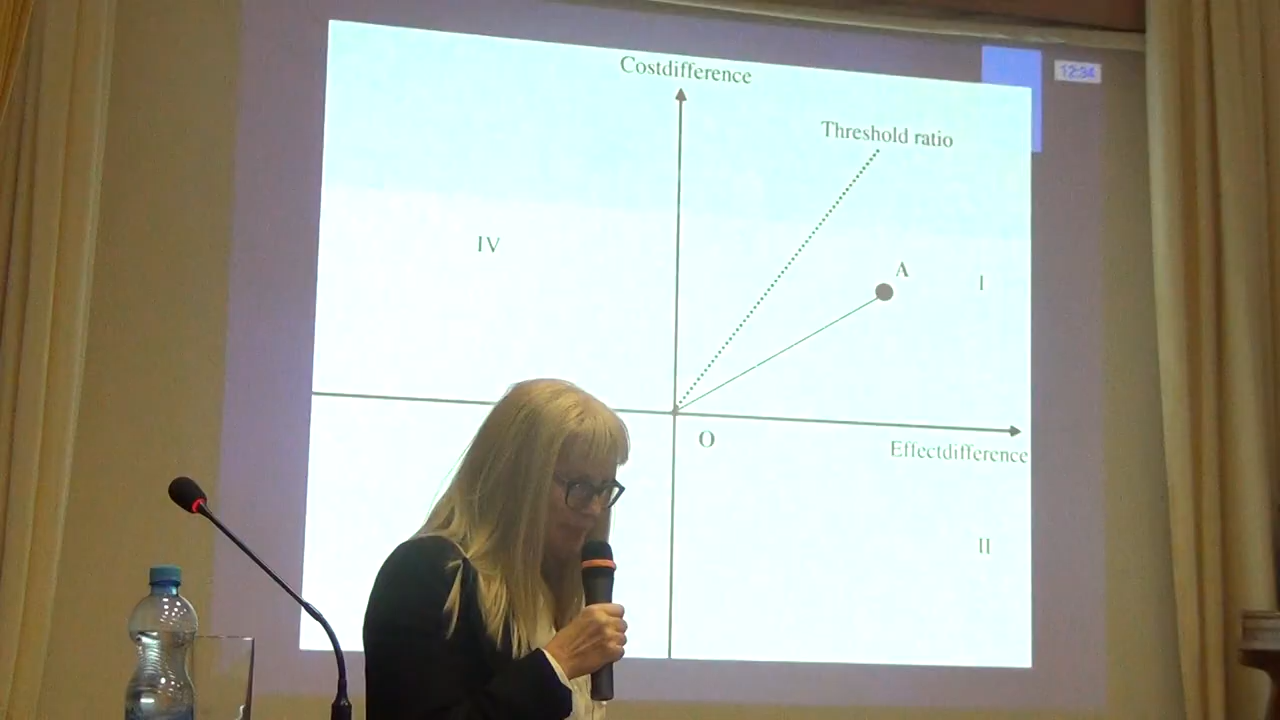 Costdifference
12:34
Threshold ratio
IV
A
I
O
Effectdifference
II